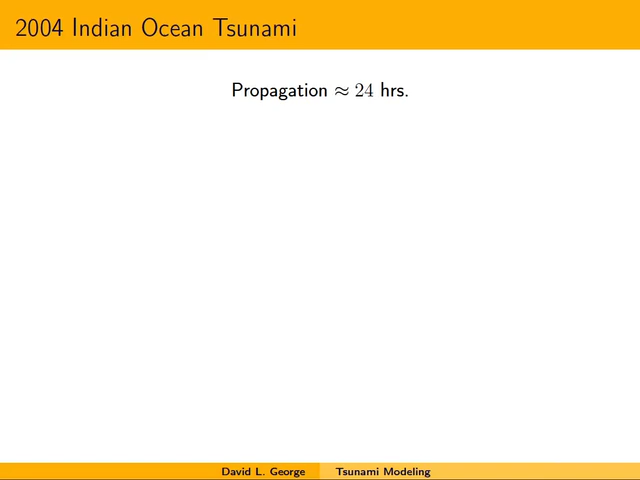 2004 Indian Ocean Tsunami
Propagation ≈ 24 hrs.
David L. George Tsunami Modeling